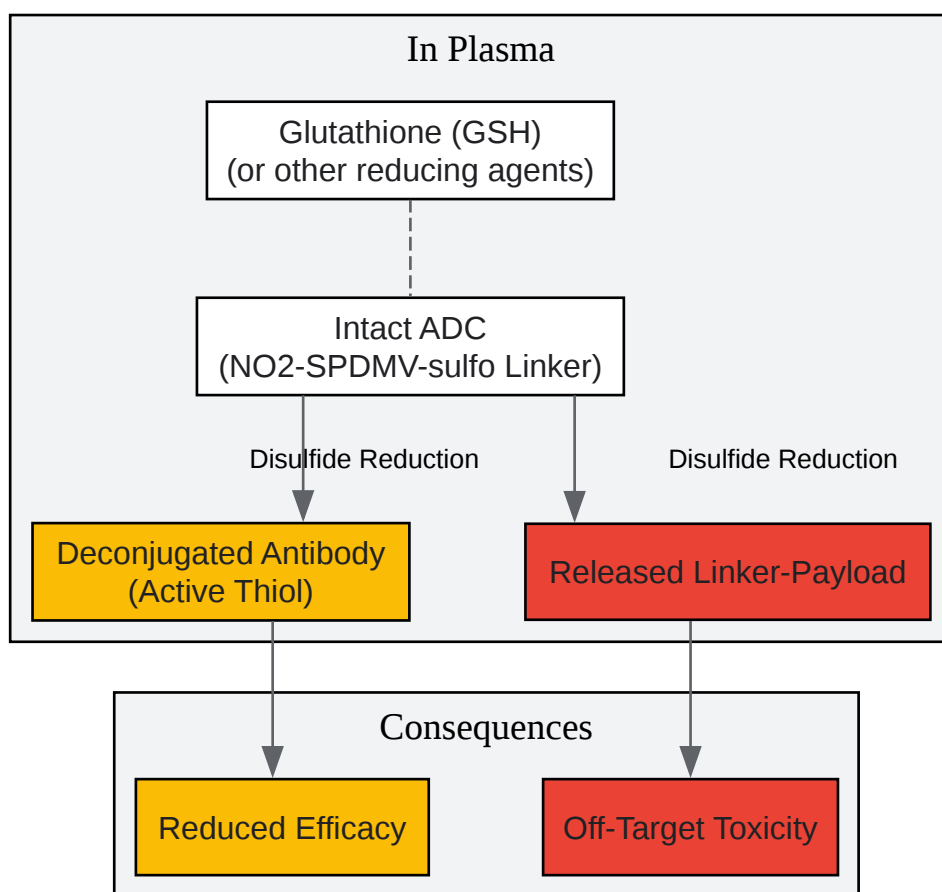 In Plasma
Glutathione (GSH)
(or other reducing agents)
Intact ADC
(NO2-SPDMV-sulfo Linker)
Disulfide Reduction
Disulfide Reduction
Deconjugated Antibody
(Active Thiol)
Released Linker-Payload
Consequences
Reduced Efficacy
Off-Target Toxicity